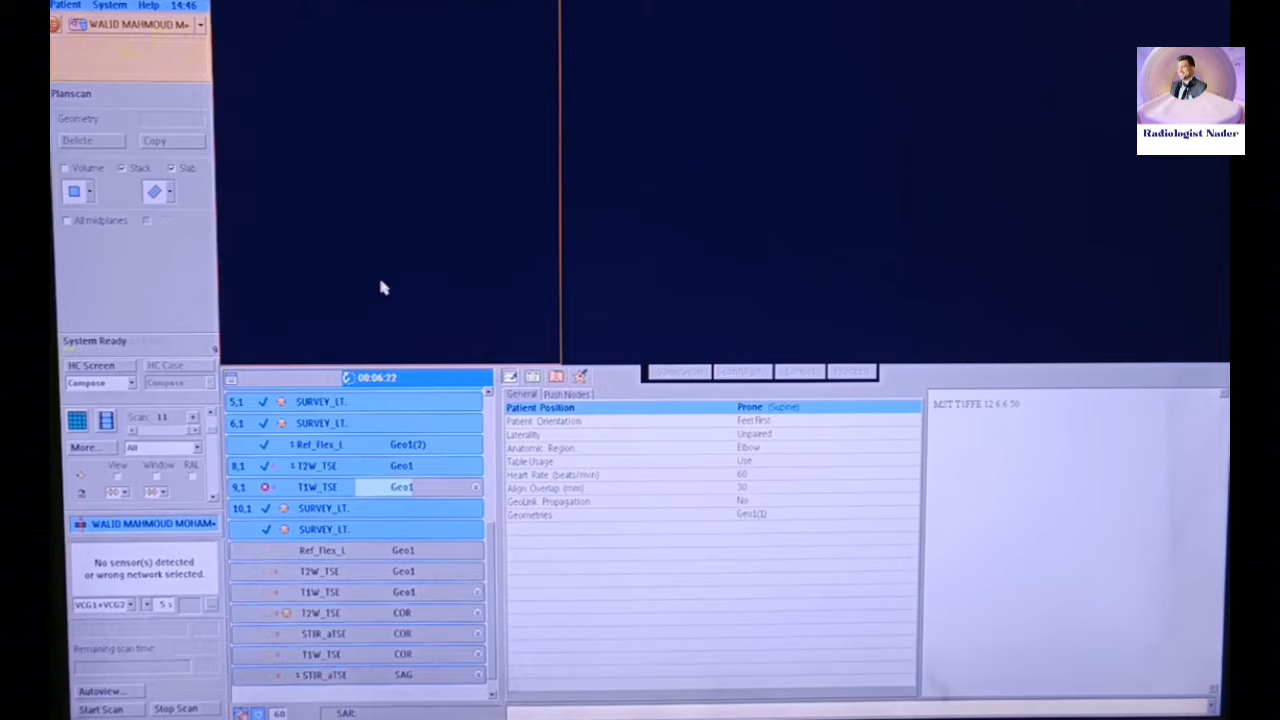 Patient System Help 14:46
WALID MAHMOUD M
Radiologist Nader
Planscan
Geometry:
Delete Copy
Volume Stack Slab
All midplanes
System Ready
9
HC Screen HC Case
Compose Compose
Scan: 11
More... All
View Window RAL
WALID MAHMOUD MOHAM
No sensor(s) detected
or wrong network selected.
VCG1+VCG2 5 s
Remaining scan time:
Autoview...
Start Scan Stop Scan
00:06:22
5,1 SURVEY_LT.
6,1 SURVEY_LT.
Ref_Flex_L Geo1(2)
8,1 T2W_TSE Geo1
9,1 T1W_TSE Geo1
10,1 SURVEY_LT.
SURVEY_LT.
Ref_Flex_L Geo1
T2W_TSE Geo1
T1W_TSE Geo1
T2W_TSE COR
STIR_aTSE COR
T1W_TSE COR
STIR_aTSE SAG
60 SAR:
General Push Nodes
Patient Position Prone (Supine)
Patient Orientation Feet First
Laterality Unpaired
Anatomic Region Elbow
Table Usage Use
Heart Rate (beats/min) 60
Align Overlap (mm) 30
GeoLink Propagation No
Geometries Geo1(1)
MST T1FFE 12 6.6 50